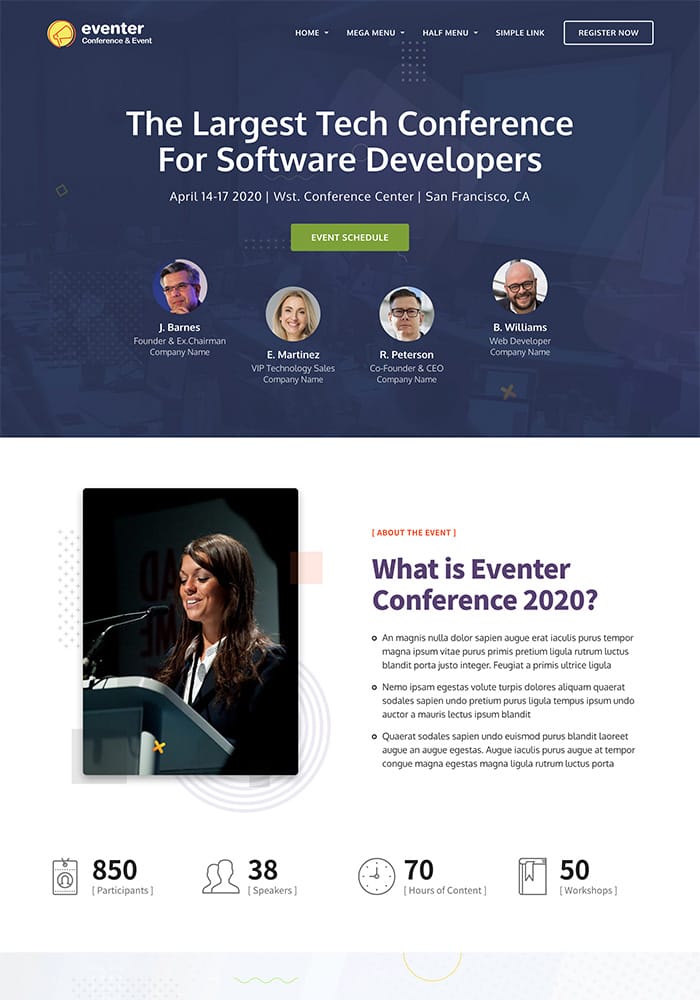 eventer
Conference & Event
HOME
MEGA MENU
HALF MENU
SIMPLE LINK
REGISTER NOW
The Largest Tech Conference
For Software Developers
April 14-17 2020 | Wst. Conference Center | San Francisco, CA
EVENT SCHEDULE
J. Barnes
Founder & Ex.Chairman
Company Name
E. Martinez
VIP Technology Sales
Company Name
R. Peterson
Co-Founder & CEO
Company Name
B. Williams
Web Developer
Company Name
[ ABOUT THE EVENT ]
What is Eventer
Conference 2020?
An magnis nulla dolor sapien augue erat iaculis purus tempor
magna ipsum vitae purus primis pretium ligula rutrum luctus
blandit porta justo integer. Feugiat a primis ultrice ligula
Nemo ipsam egestas volute turpis dolores aliquam quaerat
sodales sapien undo pretium purus ligula tempus ipsum undo
auctor a mauris lectus ipsum blandit
Quaerat sodales sapien undo euismod purus blandit laoreet
augue an augue egestas. Augue iaculis purus augue at tempor
congue magna egestas magna ligula rutrum luctus porta
850
[ Participants ]
38
[ Speakers ]
70
[ Hours of Content ]
50
[ Workshops ]